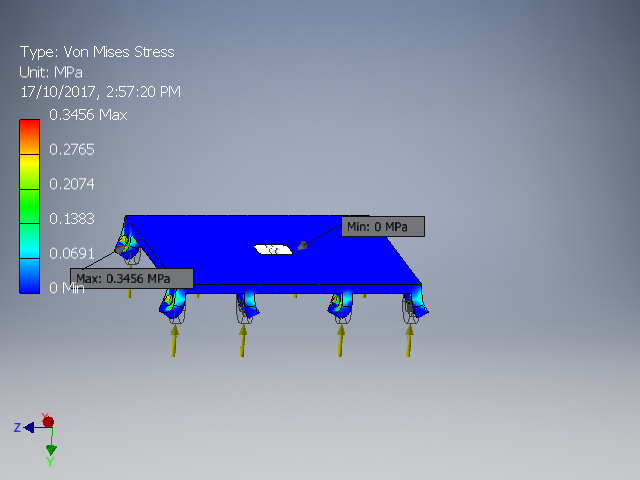 Type: Von Mises Stress
Unit: MPa
17/10/2017, 2:57:20 PM
0.3456 Max
0.2765
0.2074
0.1383
0.0691
0 Min
Min: 0 MPa
Max: 0.3456 MPa
X
Z
Y